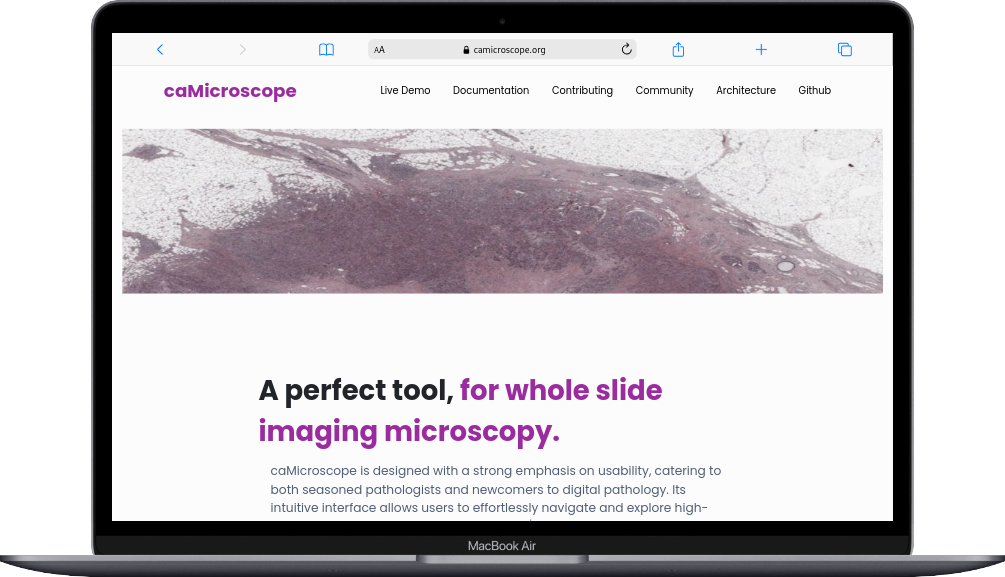 AA camicroscope.org
caMicroscope Live Demo Documentation Contributing Community Architecture Github
A perfect tool, for whole slide
imaging microscopy.
caMicroscope is designed with a strong emphasis on usability, catering to
both seasoned pathologists and newcomers to digital pathology. Its
intuitive interface allows users to effortlessly navigate and explore high-
MacBook Air